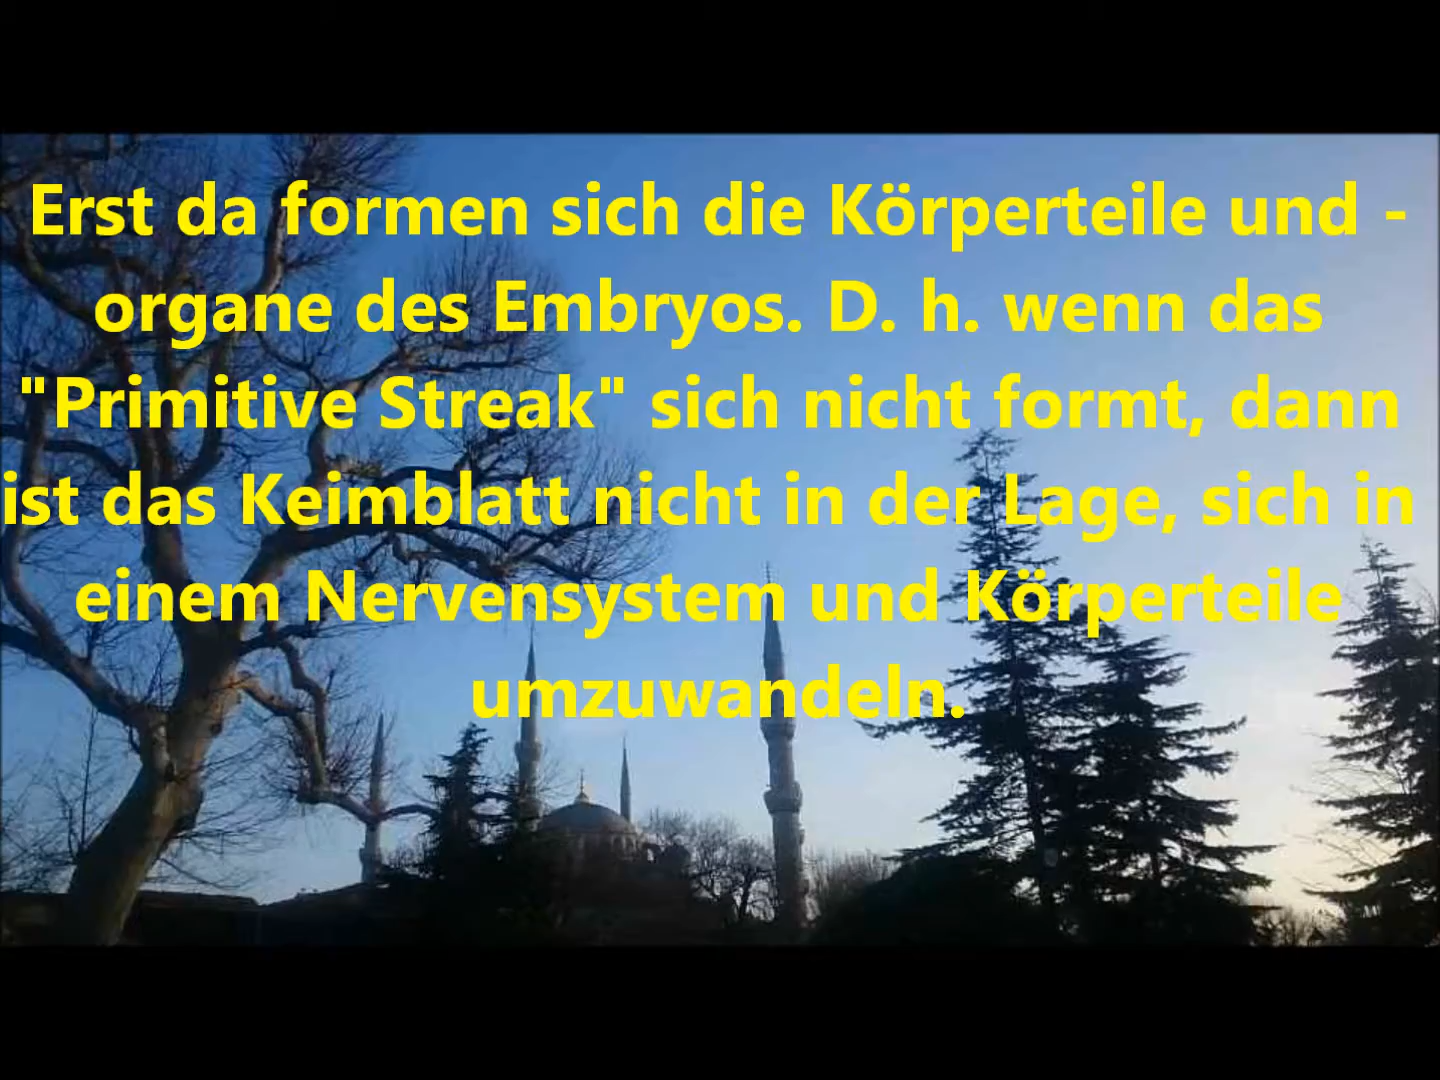 Erst da formen sich die Körperteile und -
organe des Embryos. D. h. wenn das
"Primitive Streak" sich nicht formt, dann
ist das Keimblatt nicht in der Lage, sich in
einem Nervensystem und Körperteile
umzuwandeln.